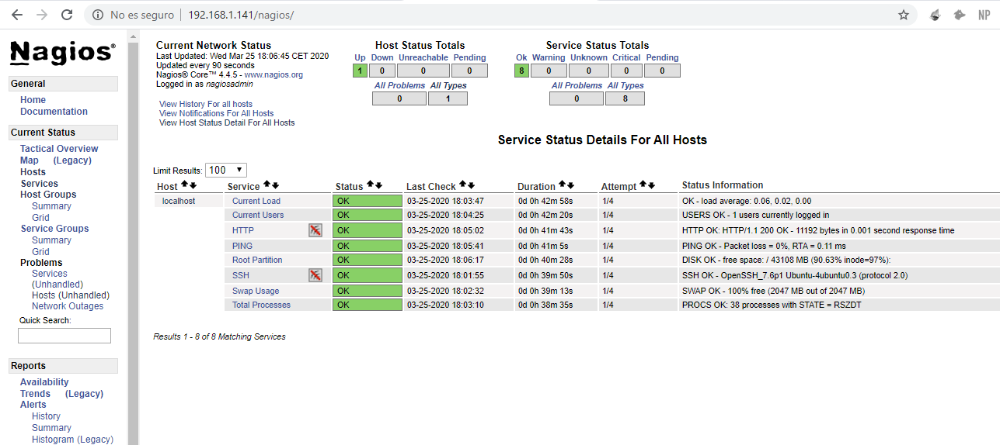 No es seguro | 192.168.1.141/nagios/
NP
Nagios®
General
Home
Documentation
Current Status
Tactical Overview
Map (Legacy)
Hosts
Services
Host Groups
Summary
Grid
Service Groups
Summary
Grid
Problems
Services
(Unhandled)
Hosts (Unhandled)
Network Outages
Quick Search:
Reports
Availability
Trends (Legacy)
Alerts
History
Summary
Histogram (Legacy)
Current Network Status
Last Updated: Wed Mar 25 18:06:45 CET 2020
Updated every 90 seconds
Nagios® Core™ 4.4.5 - www.nagios.org
Logged in as nagiosadmin
View History For all hosts
View Notifications For All Hosts
View Host Status Detail For All Hosts
Host Status Totals
Up Down Unreachable Pending
1 0 0 0
All Problems All Types
0 1
Service Status Totals
Ok Warning Unknown Critical Pending
8 0 0 0 0
All Problems All Types
0 8
Service Status Details For All Hosts
Limit Results: 100
Host Service Status Last Check Duration Attempt Status Information
localhost Current Load OK 03-25-2020 18:03:47 0d 0h 42m 58s 1/4 OK - load average: 0.06, 0.02, 0.00
Current Users OK 03-25-2020 18:04:25 0d 0h 42m 20s 1/4 USERS OK - 1 users currently logged in
HTTP OK 03-25-2020 18:05:02 0d 0h 41m 43s 1/4 HTTP OK: HTTP/1.1 200 OK - 11192 bytes in 0.001 second response time
PING OK 03-25-2020 18:05:41 0d 0h 41m 5s 1/4 PING OK - Packet loss = 0%, RTA = 0.11 ms
Root Partition OK 03-25-2020 18:06:17 0d 0h 40m 28s 1/4 DISK OK - free space: / 43108 MB (90.63% inode=97%):
SSH OK 03-25-2020 18:01:55 0d 0h 39m 50s 1/4 SSH OK - OpenSSH_7.6p1 Ubuntu-4ubuntu0.3 (protocol 2.0)
Swap Usage OK 03-25-2020 18:02:32 0d 0h 39m 13s 1/4 SWAP OK - 100% free (2047 MB out of 2047 MB)
Total Processes OK 03-25-2020 18:03:10 0d 0h 38m 35s 1/4 PROCS OK: 38 processes with STATE = RSZDT
Results 1 - 8 of 8 Matching Services